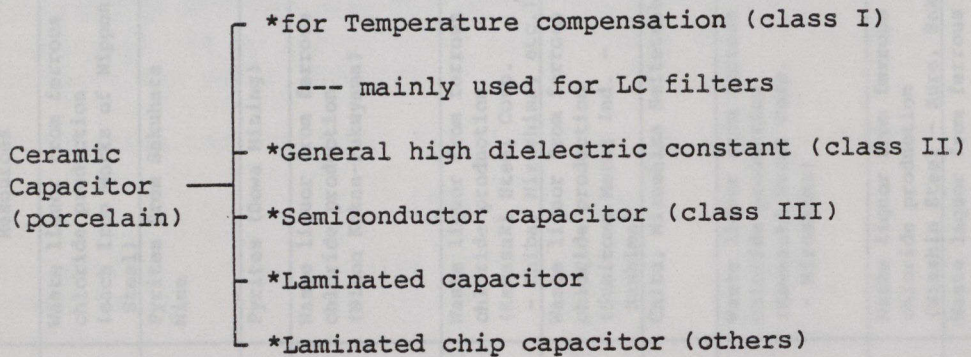 *for Temperature compensation (class I)
--- mainly used for LC filters
Ceramic
Capacitor
(porcelain)
*General high dielectric constant (class II)
*Semiconductor capacitor (class III)
*Laminated capacitor
*Laminated chip capacitor (others)